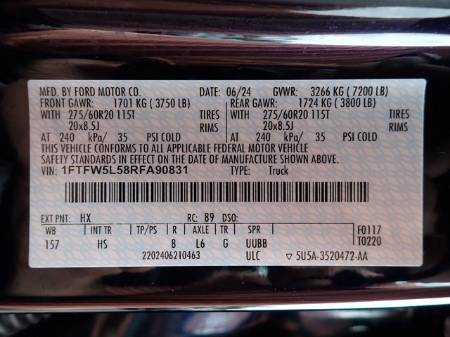 MFD. BY FORD MOTOR CO. 06/24 GVWR: 3266 KG ( 7200 LB)
FRONT GAWR: 1701 KG ( 3750 LB) REAR GAWR: 1724 KG ( 3800 LB)
WITH 275/60R20 115T TIRES WITH 275/60R20 115T TIRES
20x8.5J RIMS 20x8.5J RIMS
AT 240 kPa/ 35 PSI COLD AT 240 kPa/ 35 PSI COLD
THIS VEHICLE CONFORMS TO ALL APPLICABLE FEDERAL MOTOR VEHICLE
SAFETY STANDARDS IN EFFECT ON THE DATE OF MANUFACTURE SHOWN ABOVE.
VIN: 1FTFW5L58RFA90831 TYPE: Truck
EXT PNT: HX RC: 89 DSO:
WB INT TR TP/PS R AXLE TR SPR F0117
157 HS B L6 G UUBB T0220
2202406210463 ULC ▽ 5U5A-3520472-AA